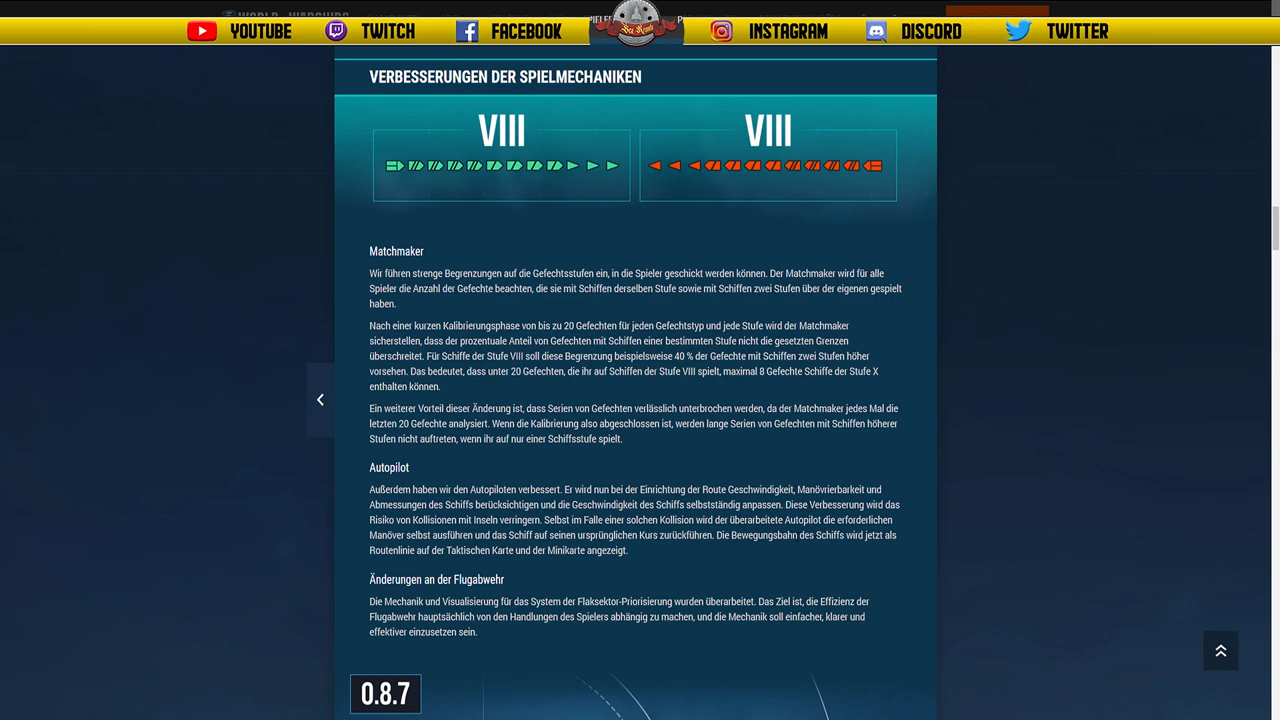 YOUTUBE TWITCH FACEBOOK INSTAGRAM DISCORD TWITTER
VERBESSERUNGEN DER SPIELMECHANIKEN
VIII VIII
Matchmaker
Wir führen strenge Begrenzungen auf die Gefechtsstufen ein, in die Spieler geschickt werden können. Der Matchmaker wird für alle
Spieler die Anzahl der Gefechte beachten, die sie mit Schiffen derselben Stufe sowie mit Schiffen zwei Stufen über der eigenen gespielt
haben.
Nach einer kurzen Kalibrierungsphase von bis zu 20 Gefechten für jeden Gefechtstyp und jede Stufe wird der Matchmaker
sicherstellen, dass der prozentuale Anteil von Gefechten mit Schiffen einer bestimmten Stufe nicht die gesetzten Grenzen
überschreitet. Für Schiffe der Stufe VIII soll diese Begrenzung beispielsweise 40 % der Gefechte mit Schiffen zwei Stufen höher
vorsehen. Das bedeutet, dass unter 20 Gefechten, die ihr auf Schiffen der Stufe VIII spielt, maximal 8 Gefechte Schiffe der Stufe X
enthalten können.
Ein weiterer Vorteil dieser Änderung ist, dass Serien von Gefechten verlässlich unterbrochen werden, da der Matchmaker jedes Mal die
letzten 20 Gefechte analysiert. Wenn die Kalibrierung also abgeschlossen ist, werden lange Serien von Gefechten mit Schiffen höherer
Stufen nicht auftreten, wenn ihr auf nur einer Schiffsstufe spielt.
Autopilot
Außerdem haben wir den Autopiloten verbessert. Er wird nun bei der Einrichtung der Route Geschwindigkeit, Manövrierbarkeit und
Abmessungen des Schiffs berücksichtigen und die Geschwindigkeit des Schiffs selbstständig anpassen. Diese Verbesserung wird das
Risiko von Kollisionen mit Inseln verringern. Selbst im Falle einer solchen Kollision wird der überarbeitete Autopilot die erforderlichen
Manöver selbst ausführen und das Schiff auf seinen ursprünglichen Kurs zurückführen. Die Bewegungsbahn des Schiffs wird jetzt als
Routenlinie auf der Taktischen Karte und der Minikarte angezeigt.
Änderungen an der Flugabwehr
Die Mechanik und Visualisierung für das System der Flaksektor-Priorisierung wurden überarbeitet. Das Ziel ist, die Effizienz der
Flugabwehr hauptsächlich von den Handlungen des Spielers abhängig zu machen, und die Mechanik soll einfacher, klarer und
effektiver einzusetzen sein.
0.8.7